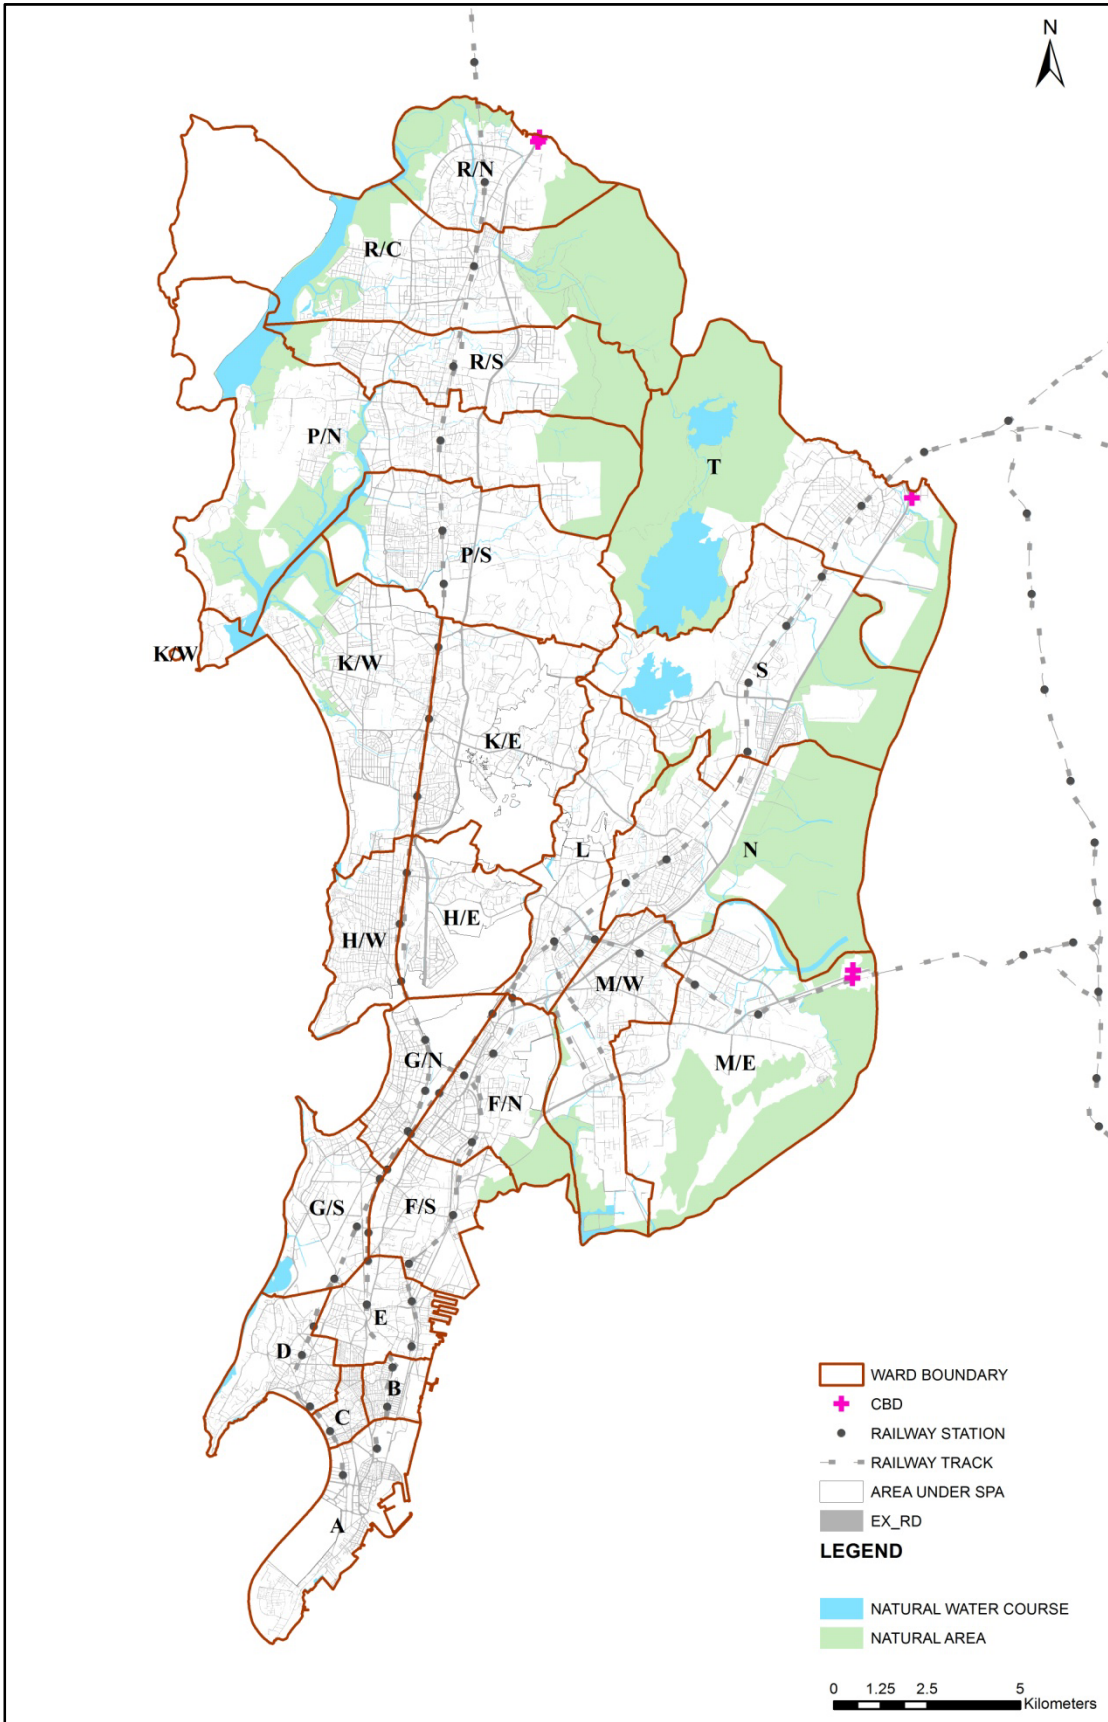 N
R/N
R/C
R/S
P/N
T
P/S
K/W
K/W
S
K/E
L
N
H/E
H/W
M/W
G/N
M/E
F/N
G/S
F/S
E
D
B
C
A
WARD BOUNDARY
CBD
RAILWAY STATION
RAILWAY TRACK
AREA UNDER SPA
EX_RD
LEGEND
NATURAL WATER COURSE
NATURAL AREA
0 1.25 2.5 5
Kilometers